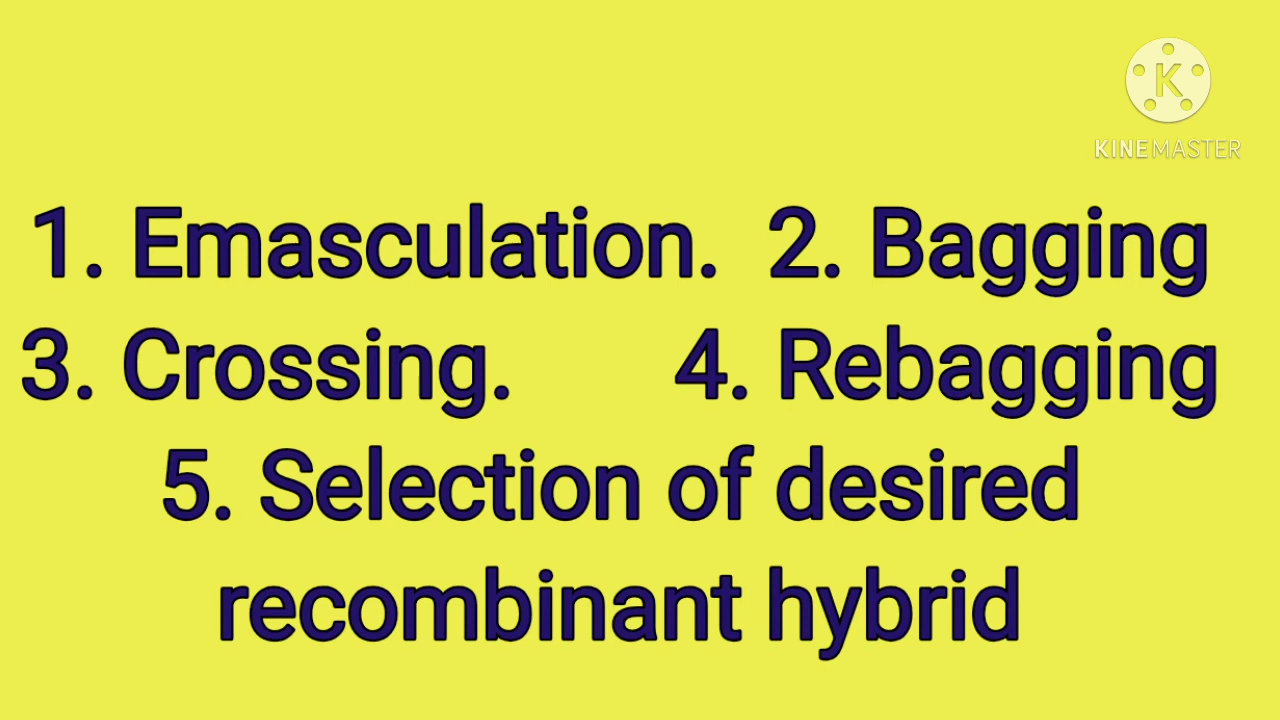 K
KINEMASTER
1. Emasculation. 2. Bagging
3. Crossing. 4. Rebagging
5. Selection of desired
recombinant hybrid